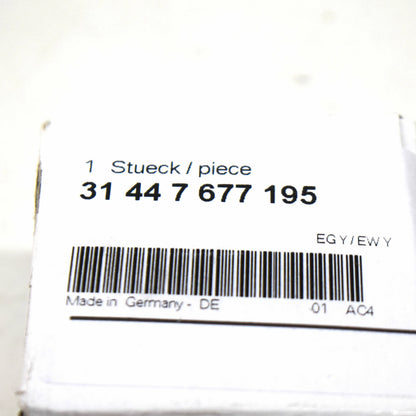 1 Stueck / piece
31 44 7 677 195
EGY/EWY
Made in Germany - DE 01 AC4